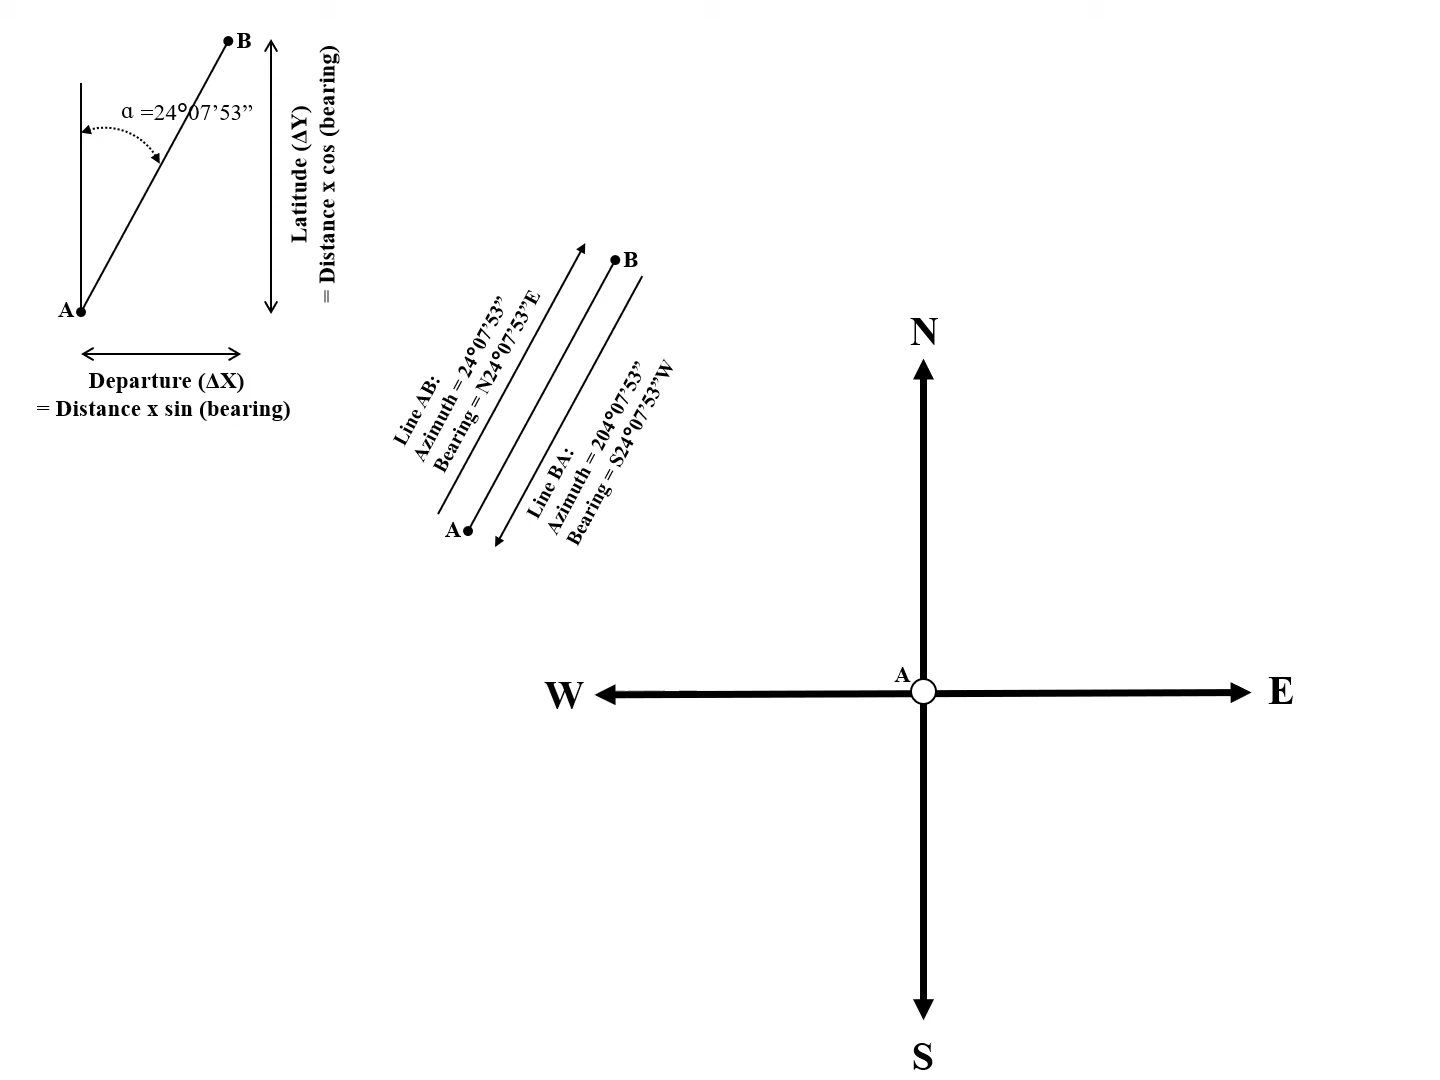 B
α =24°07’53”
Latitude (ΔY)
= Distance x cos (bearing)
A
Departure (ΔX)
= Distance x sin (bearing)
B
Line AB:
Azimuth = 24°07’53”
Bearing = N24°07’53”E
Line BA:
Azimuth = 204°07’53”
Bearing = S24°07’53”W
A
N
A
W
E
S